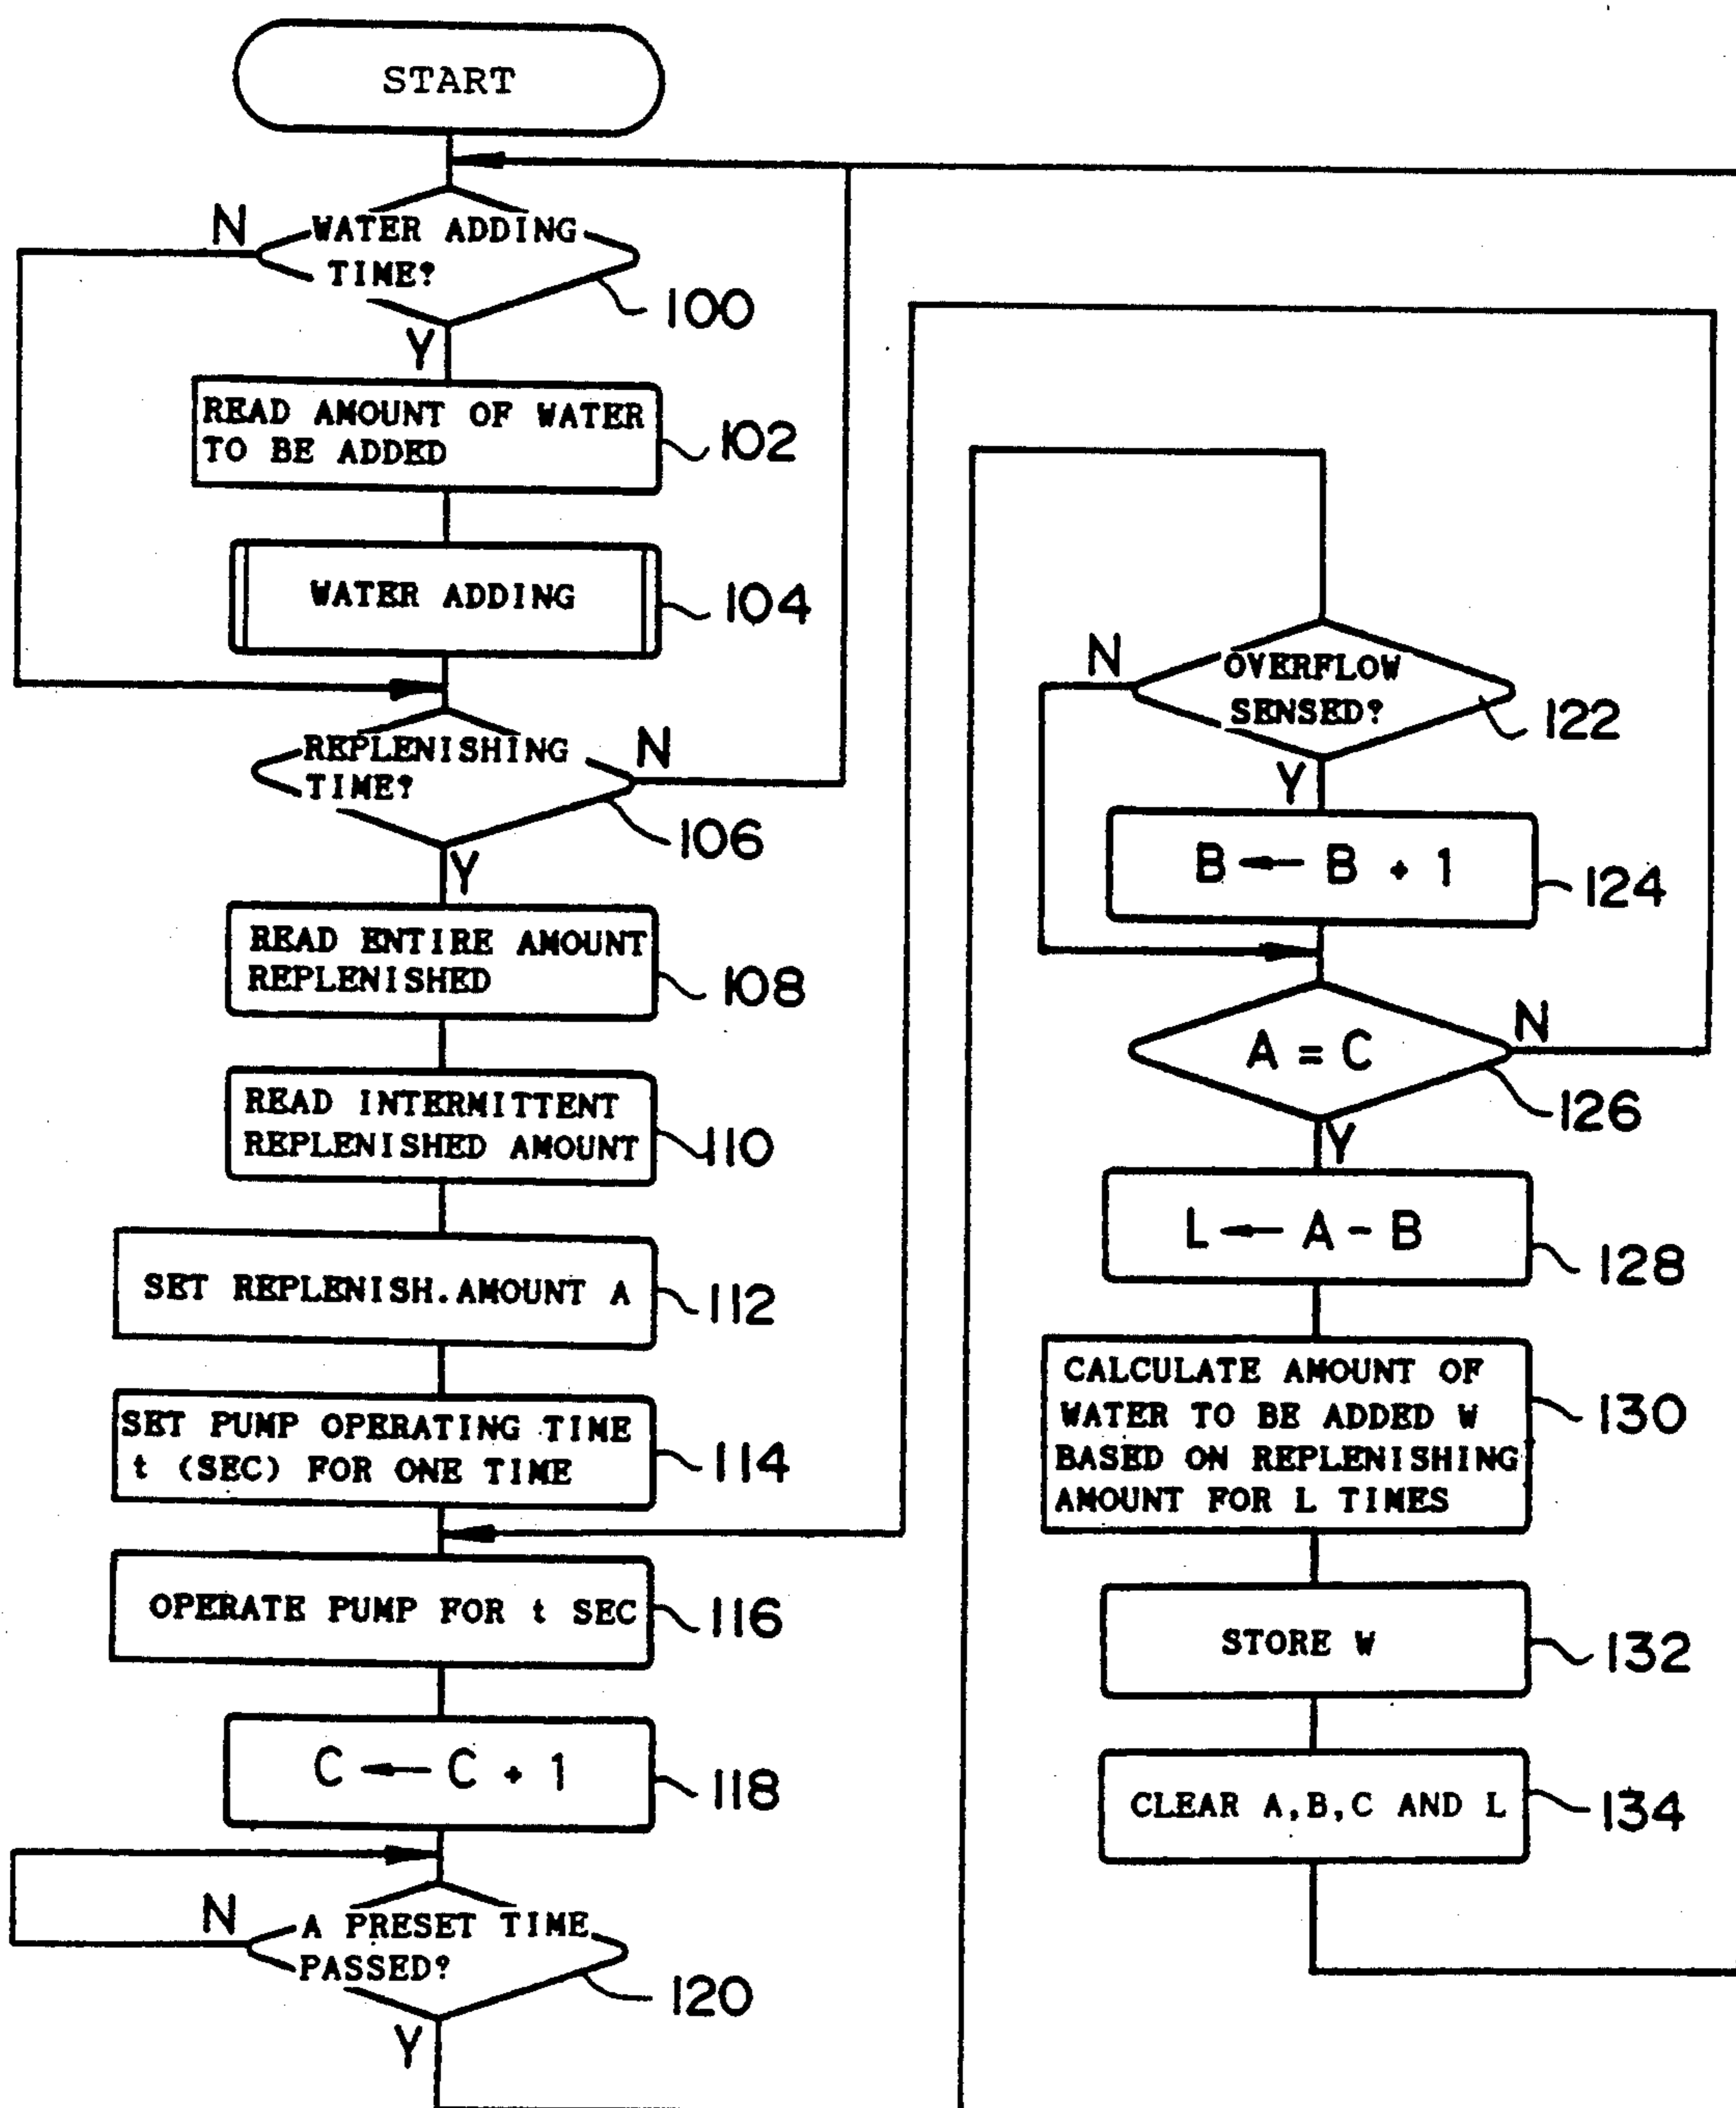 START
N
WATER ADDING
TIME?
100
Y
READ AMOUNT OF WATER
TO BE ADDED
102
WATER ADDING
104
REPLENISHING
TIME?
N
106
Y
READ ENTIRE AMOUNT
REPLENISHED
108
READ INTERMITTENT
REPLENISHED AMOUNT
110
SET REPLENISH.AMOUNT A
112
SET PUMP OPERATING TIME
t (SEC) FOR ONE TIME
114
OPERATE PUMP FOR t SEC
116
C ← C + 1
118
N
A PRESET TIME
PASSED?
120
Y
N
OVERFLOW
SENSED?
122
Y
B ← B + 1
124
A = C
N
126
Y
L ← A - B
128
CALCULATE AMOUNT OF
WATER TO BE ADDED W
BASED ON REPLENISHING
AMOUNT FOR L TIMES
130
STORE W
132
CLEAR A,B,C AND L
134